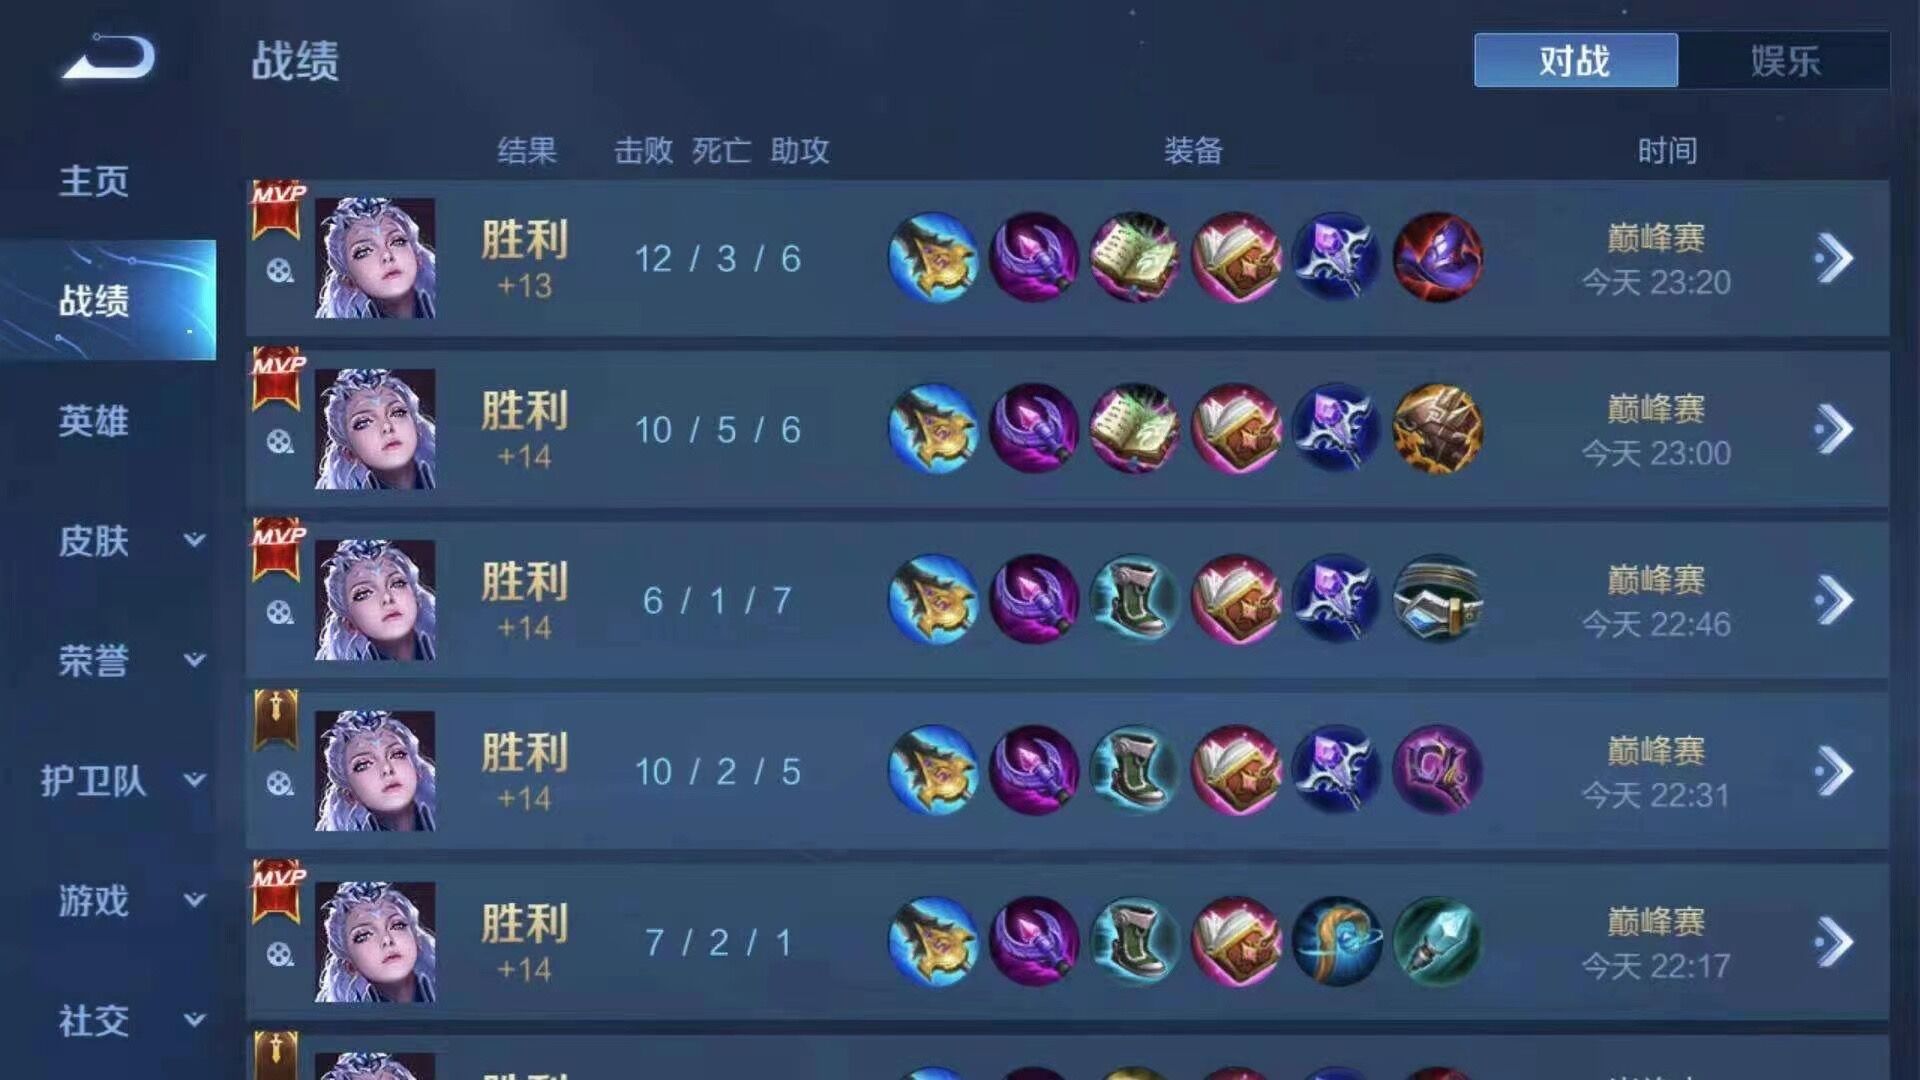 战绩
对战 娱乐
主页
战绩
英雄
皮肤
荣誉
护卫队
游戏
社交
结果 击败 死亡 助攻 装备 时间
MVP
胜利
+13
12 / 3 / 6
巅峰赛
今天 23:20
MVP
胜利
+14
10 / 5 / 6
巅峰赛
今天 23:00
MVP
胜利
+14
6 / 1 / 7
巅峰赛
今天 22:46
胜利
+14
10 / 2 / 5
巅峰赛
今天 22:31
MVP
胜利
+14
7 / 2 / 1
巅峰赛
今天 22:17
胜利